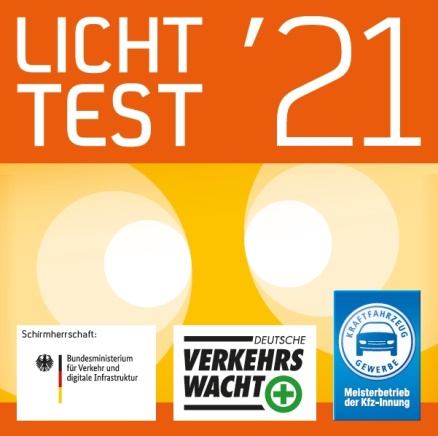 LICHT '21
TEST
Schirmherrschaft:
Bundesministerium
für Verkehr und
digitale Infrastruktur
DEUTSCHE
VERKEHRS
WACHT
KRAFTFAHRZEUG
GEWERBE
Meisterbetrieb
der Kfz-Innung